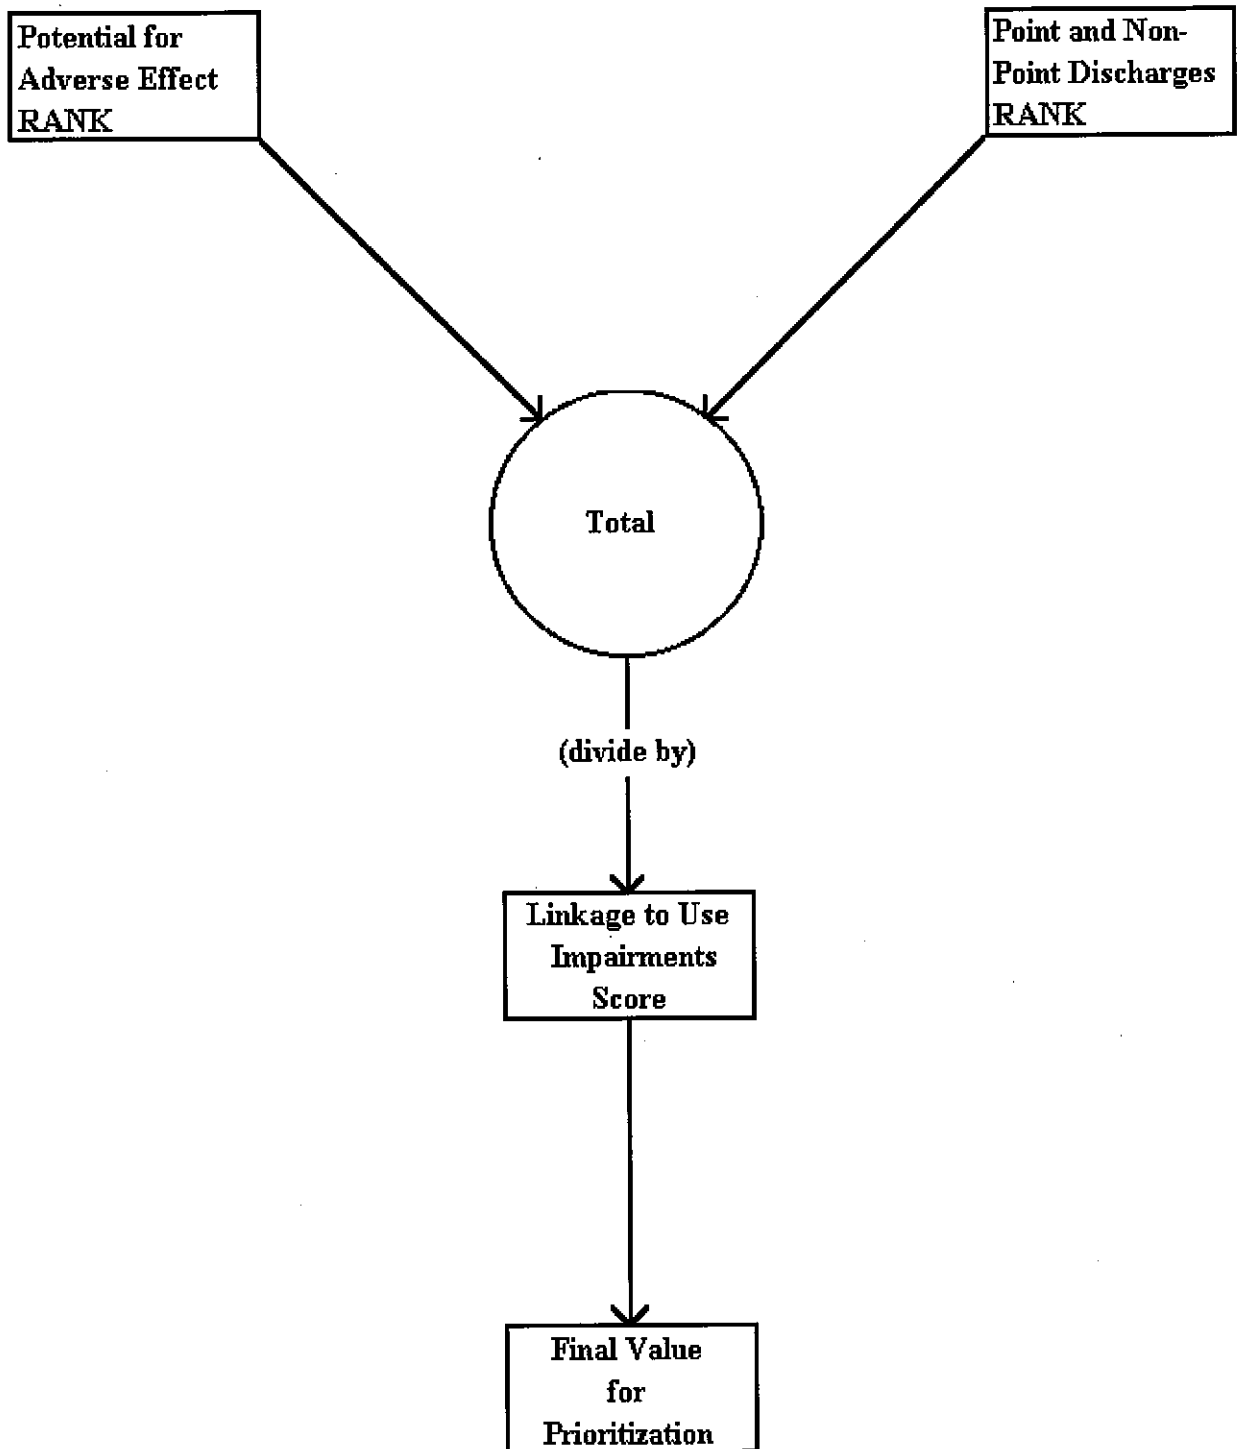 Potential for
Adverse Effect
RANK
Point and Non-
Point Discharges
RANK
Total
(divide by)
Linkage to Use
Impairments
Score
Final Value
for
Prioritization